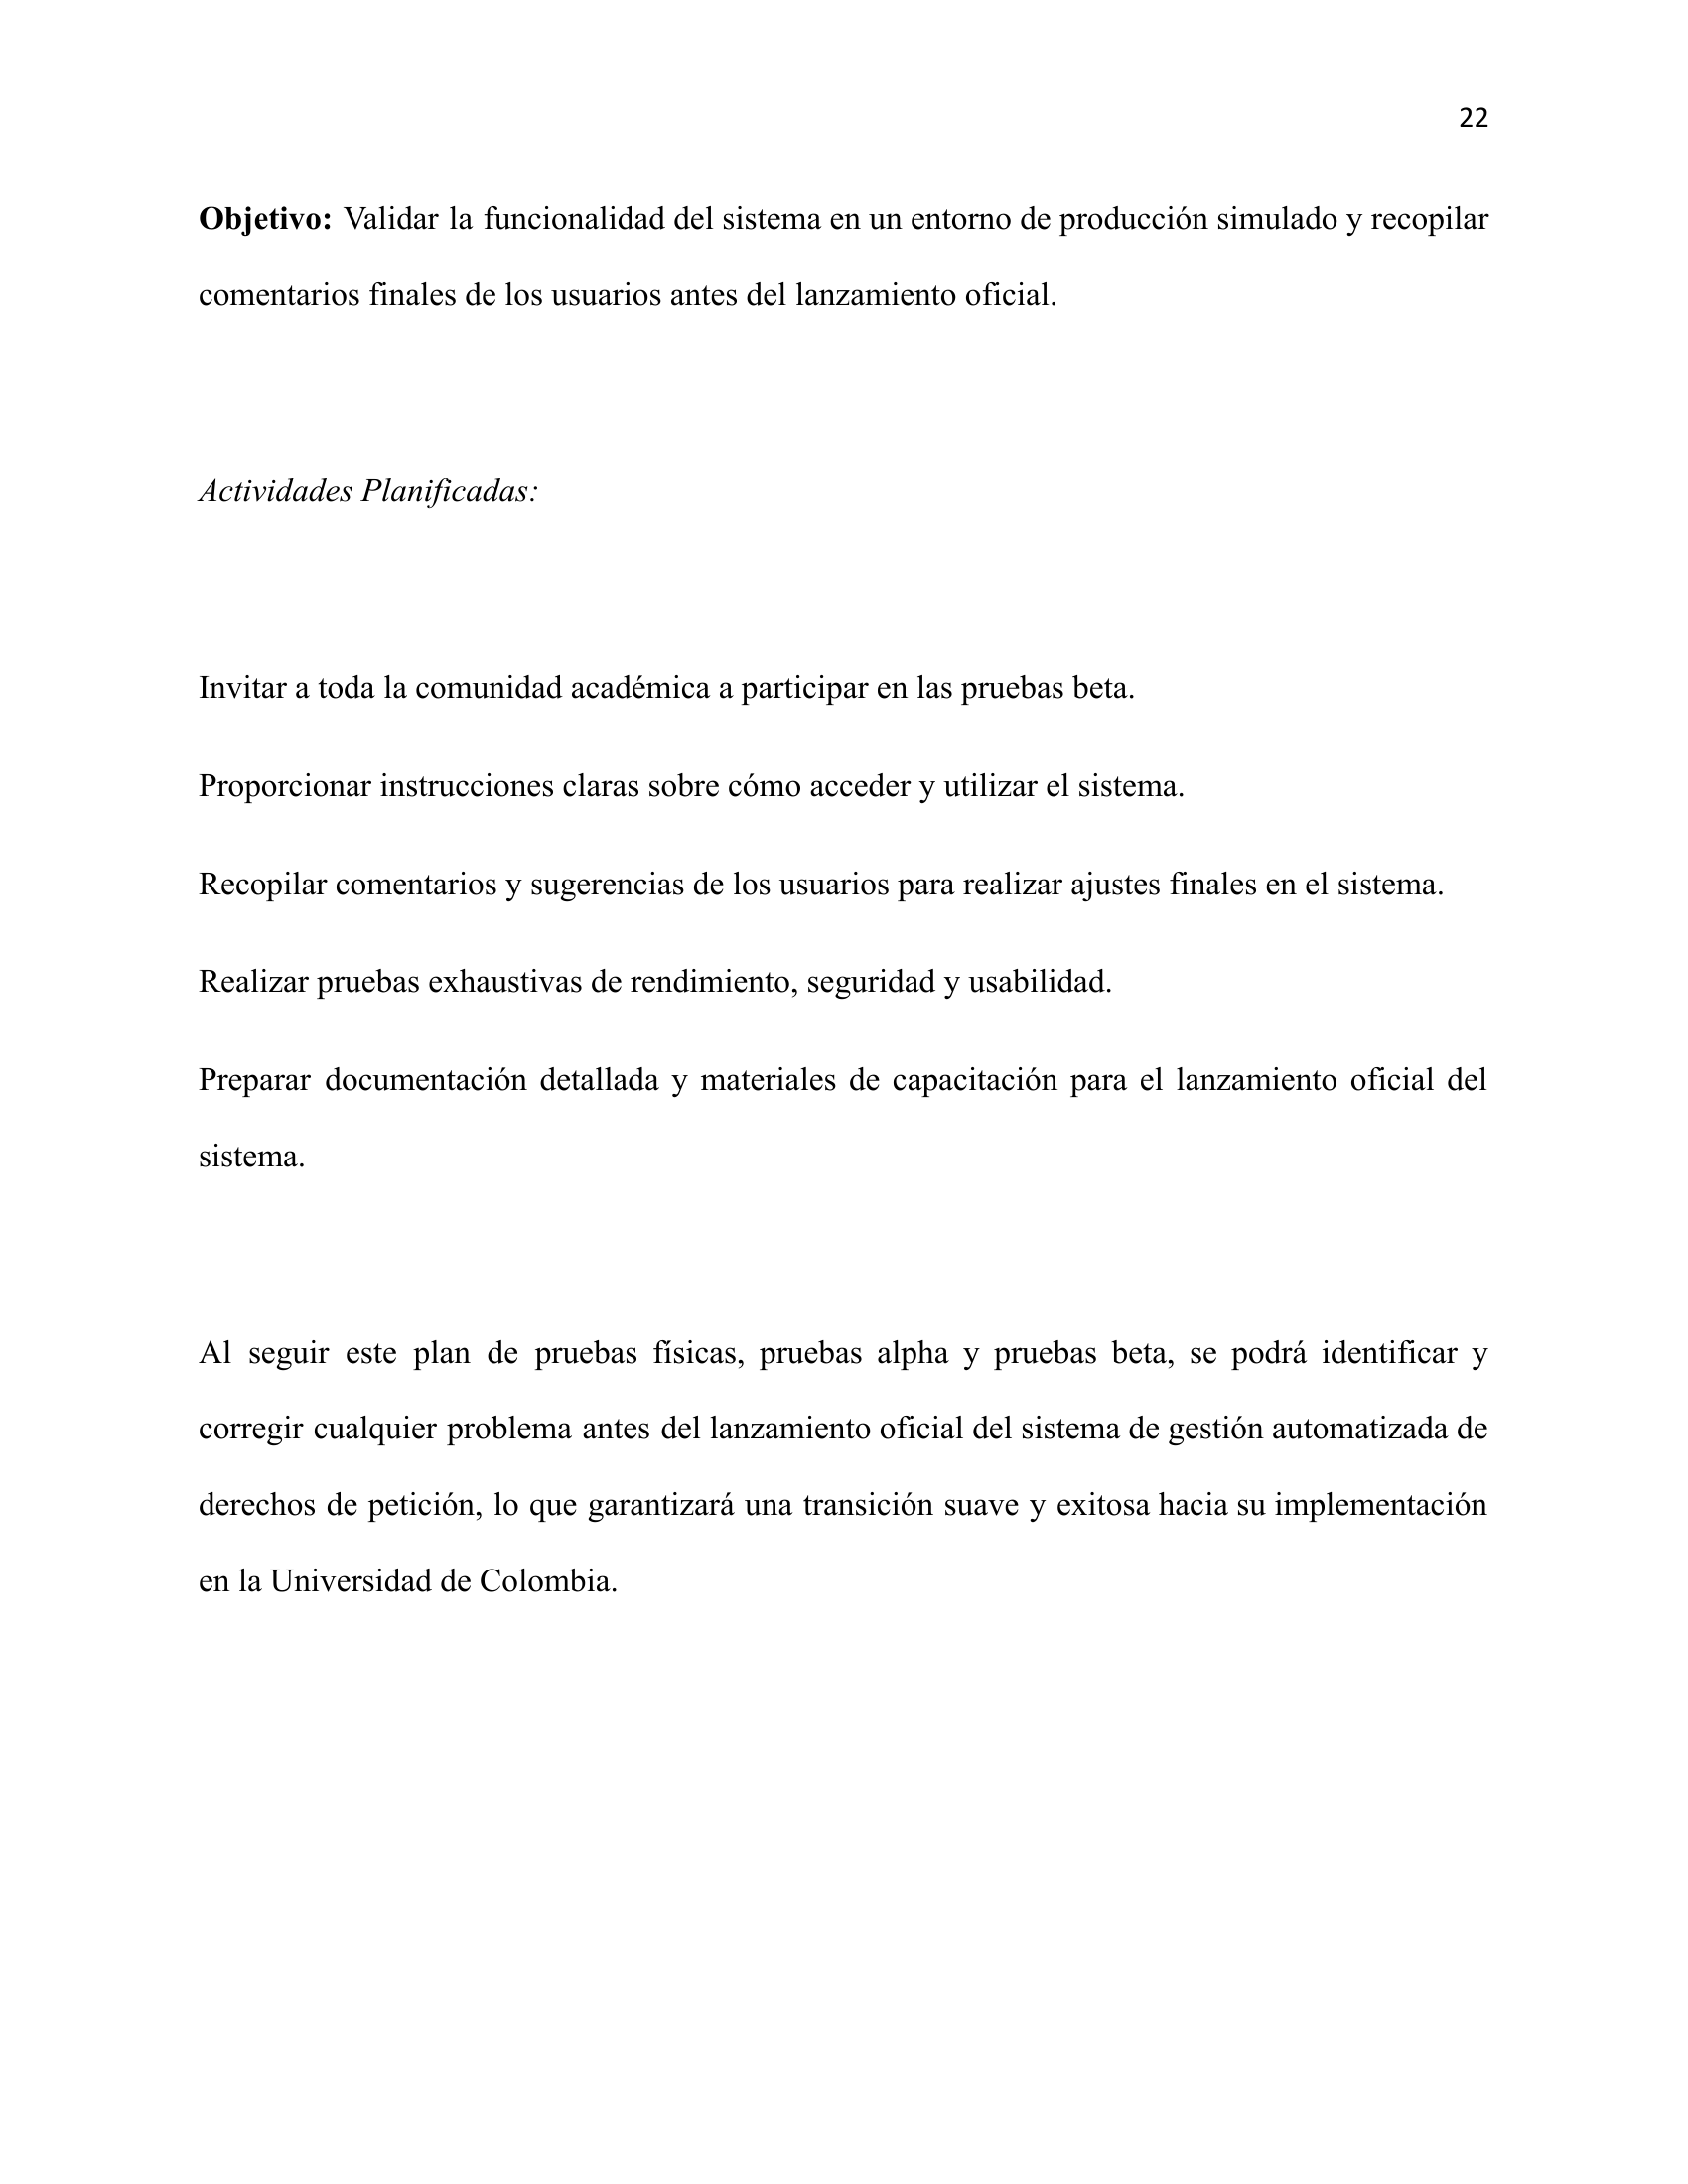 22
Objetivo: Validar la funcionalidad del sistema en un entorno de producción simulado y recopilar
comentarios finales de los usuarios antes del lanzamiento oficial.
Actividades Planificadas:
Invitar a toda la comunidad académica a participar en las pruebas beta.
Proporcionar instrucciones claras sobre cómo acceder y utilizar el sistema.
Recopilar comentarios y sugerencias de los usuarios para realizar ajustes finales en el sistema.
Realizar pruebas exhaustivas de rendimiento, seguridad y usabilidad.
Preparar documentación detallada y materiales de capacitación para el lanzamiento oficial del
sistema.
Al seguir este plan de pruebas físicas, pruebas alpha y pruebas beta, se podrá identificar y
corregir cualquier problema antes del lanzamiento oficial del sistema de gestión automatizada de
derechos de petición, lo que garantizará una transición suave y exitosa hacia su implementación
en la Universidad de Colombia.